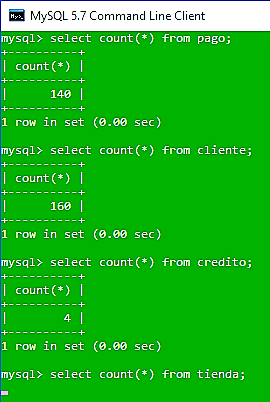 MySQL 5.7 Command Line Client
mysql> select count(*) from pago;
+----------+
| count(*) |
+----------+
|      140 |
+----------+
1 row in set (0.00 sec)
mysql> select count(*) from cliente;
+----------+
| count(*) |
+----------+
|      160 |
+----------+
1 row in set (0.00 sec)
mysql> select count(*) from credito;
+----------+
| count(*) |
+----------+
|        4 |
+----------+
1 row in set (0.00 sec)
mysql> select count(*) from tienda;